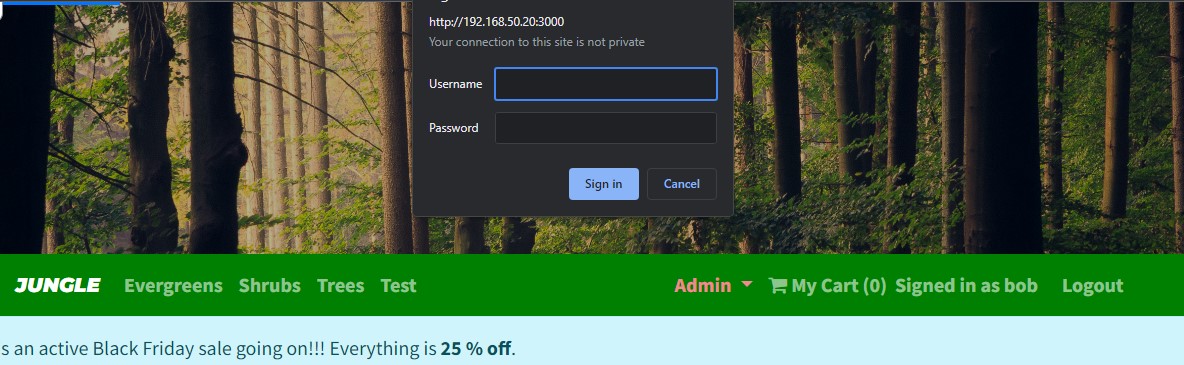 http://192.168.50.20:3000
Your connection to this site is not private
Username
Password
Sign in Cancel
JUNGLE Evergreens Shrubs Trees Test Admin My Cart (0) Signed in as bob Logout
s an active Black Friday sale going on!!! Everything is 25 % off.